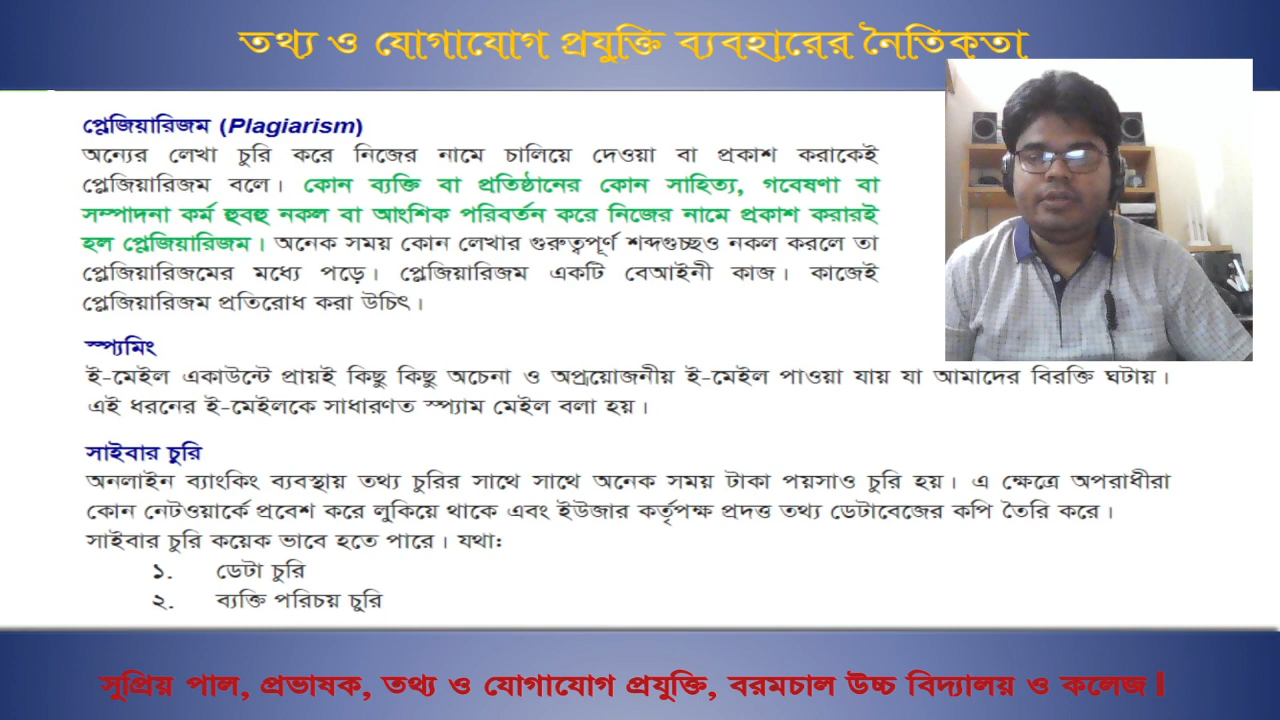 তথ্য ও যোগাযোগ প্রযুক্তি ব্যবহারের নৈতিকতা
প্লেজিয়ারিজম (Plagiarism)
অন্যের লেখা চুরি করে নিজের নামে চালিয়ে দেওয়া বা প্রকাশ করাকেই
প্লেজিয়ারিজম বলে। কোন ব্যক্তি বা প্রতিষ্ঠানের কোন সাহিত্য, গবেষণা বা
সম্পাদনা কর্ম হুবহু নকল বা আংশিক পরিবর্তন করে নিজের নামে প্রকাশ করারই
হল প্লেজিয়ারিজম। অনেক সময় কোন লেখার গুরুত্বপূর্ণ শব্দগুচ্ছও নকল করলে তা
প্লেজিয়ারিজমের মধ্যে পড়ে। প্লেজিয়ারিজম একটি বেআইনী কাজ। কাজেই
প্লেজিয়ারিজম প্রতিরোধ করা উচিৎ।
স্প্যমিং
ই-মেইল একাউন্টে প্রায়ই কিছু কিছু অচেনা ও অপ্রয়োজনীয় ই-মেইল পাওয়া যায় যা আমাদের বিরক্তি ঘটায়।
এই ধরনের ই-মেইলকে সাধারণত স্প্যাম মেইল বলা হয়।
সাইবার চুরি
অনলাইন ব্যাংকিং ব্যবস্থায় তথ্য চুরির সাথে সাথে অনেক সময় টাকা পয়সাও চুরি হয়। এ ক্ষেত্রে অপরাধীরা
কোন নেটওয়ার্কে প্রবেশ করে লুকিয়ে থাকে এবং ইউজার কর্তৃপক্ষ প্রদত্ত তথ্য ডেটাবেজের কপি তৈরি করে।
সাইবার চুরি কয়েক ভাবে হতে পারে। যথা:
১. ডেটা চুরি
২. ব্যক্তি পরিচয় চুরি
সুপ্রিয় পাল, প্রভাষক, তথ্য ও যোগাযোগ প্রযুক্তি, বরমচাল উচ্চ বিদ্যালয় ও কলেজ।